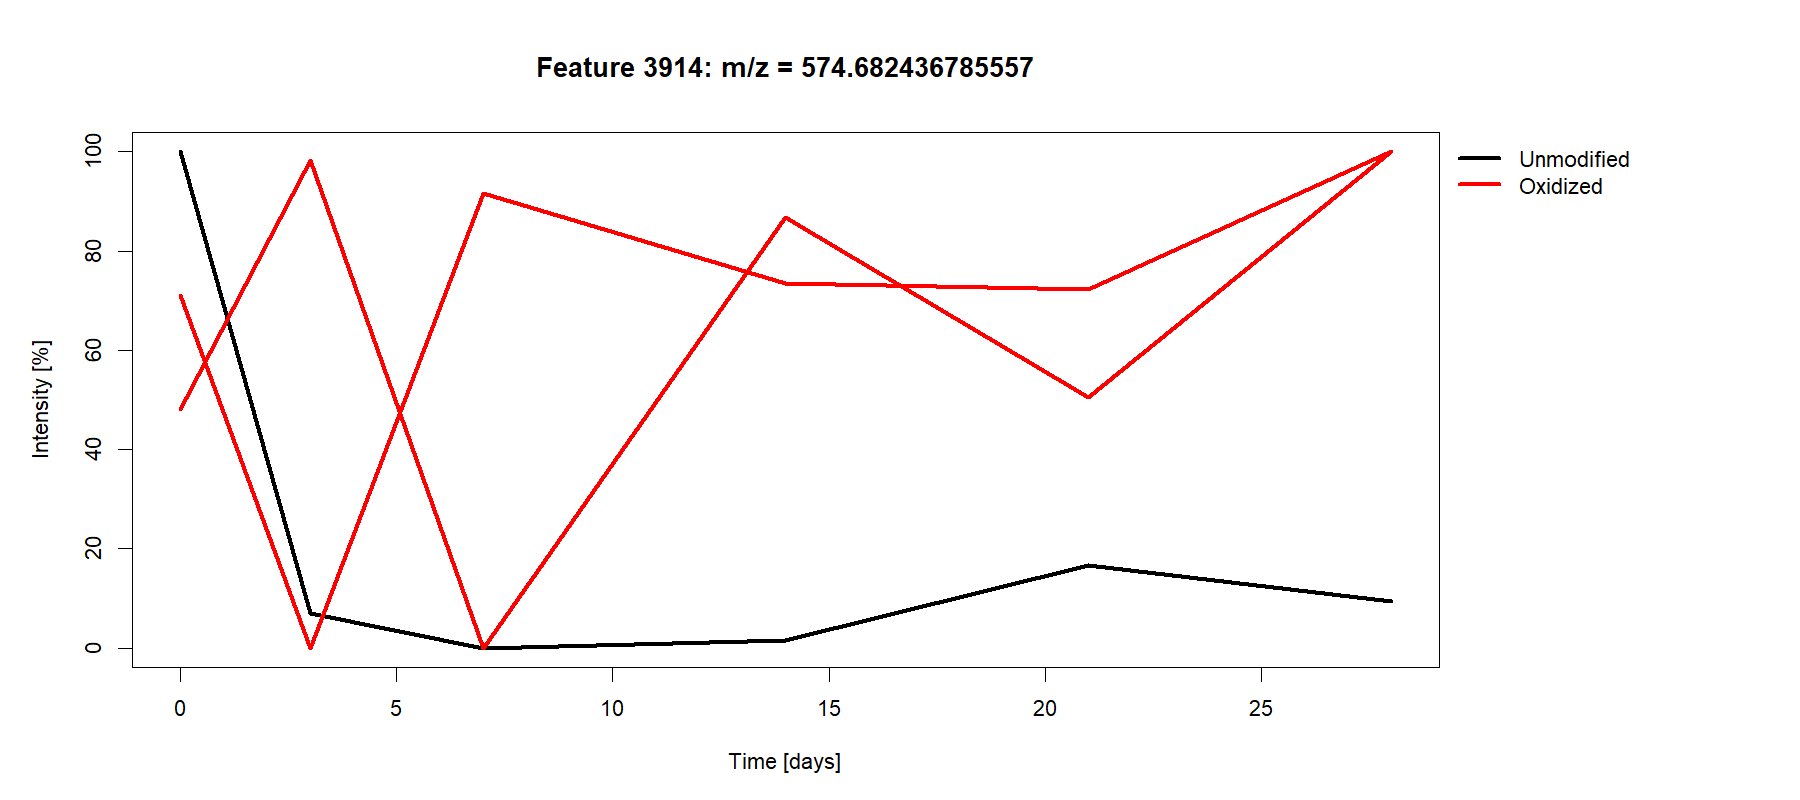 Feature 3914: m/z = 574.682436785557
Unmodified
Oxidized
Intensity [%]
100
80
60
40
20
0
0 5 10 15 20 25
Time [days]